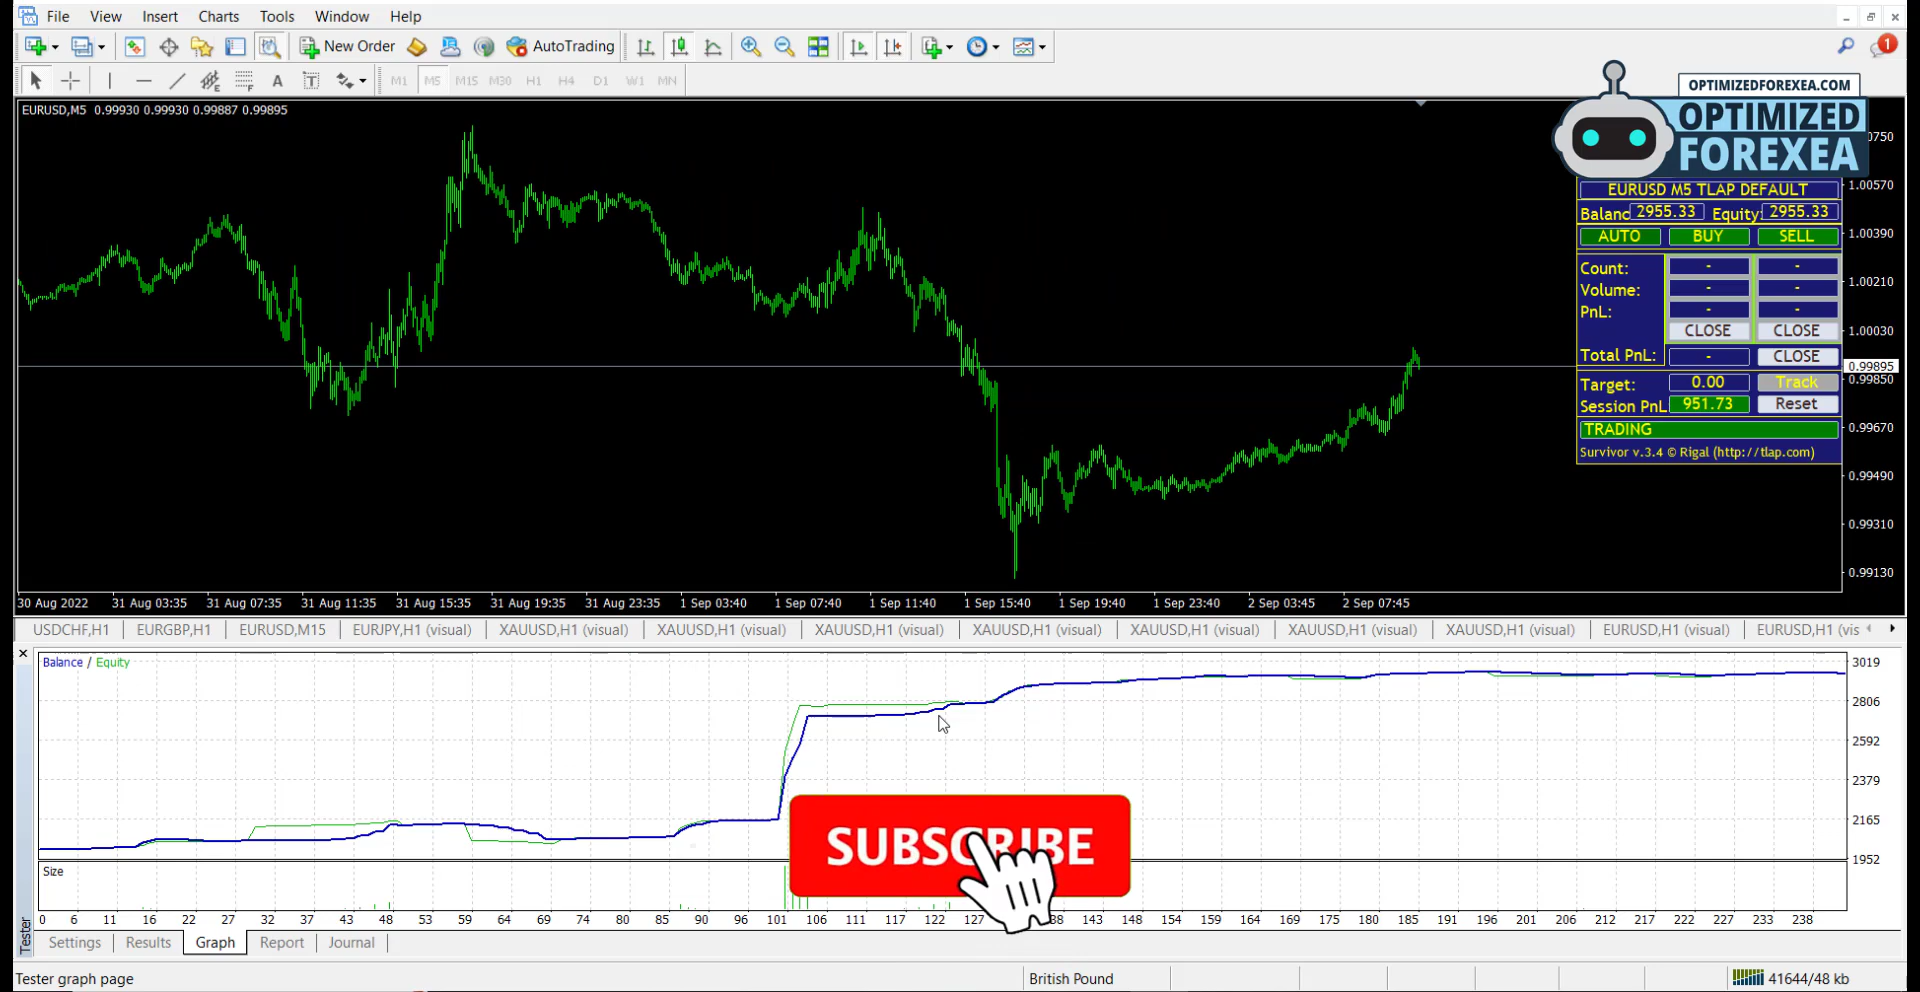 File View Insert Charts Tools Window Help
New Order AutoTrading 1
A T E F M1 M5 M15 M30 H1 H4 D1 W1 MN
OPTIMIZEDFOREXEA.COM
OPTIMIZED
FOREXEA
EURUSD,M5 0.99930 0.99930 0.99887 0.99895
0750
1.00570
1.00390
1.00210
1.00030
0.99895
0.99850
0.99670
0.99490
0.99310
0.99130
EURUSD M5 TLAP DEFAULT
Balanc 2955.33 Equity: 2955.33
AUTO BUY SELL
Count: - -
Volume: - -
PnL: - -
CLOSE CLOSE
Total PnL: - CLOSE
Target: 0.00 Track
Session PnL 951.73 Reset
TRADING
Survivor v.3.4 © Rigal (http://tlap.com)
30 Aug 2022 31 Aug 03:35 31 Aug 07:35 31 Aug 11:35 31 Aug 15:35 31 Aug 19:35 31 Aug 23:35 1 Sep 03:40 1 Sep 07:40 1 Sep 11:40 1 Sep 15:40 1 Sep 19:40 1 Sep 23:40 2 Sep 03:45 2 Sep 07:45
USDCHF,H1 EURGBP,H1 EURUSD,M15 EURJPY,H1 (visual) XAUUSD,H1 (visual) XAUUSD,H1 (visual) XAUUSD,H1 (visual) XAUUSD,H1 (visual) XAUUSD,H1 (visual) XAUUSD,H1 (visual) XAUUSD,H1 (visual) EURUSD,H1 (visual) EURUSD,H1 (vis
Balance / Equity
3019
2806
2592
2379
2165
1952
SUBSCRIBE
Size
0 6 11 16 22 27 32 37 43 48 53 59 64 69 74 80 85 90 96 101 106 111 117 122 127 38 143 148 154 159 164 169 175 180 185 191 196 201 206 212 217 222 227 233 238
Tester
Settings Results Graph Report Journal
Tester graph page British Pound 41644/48 kb